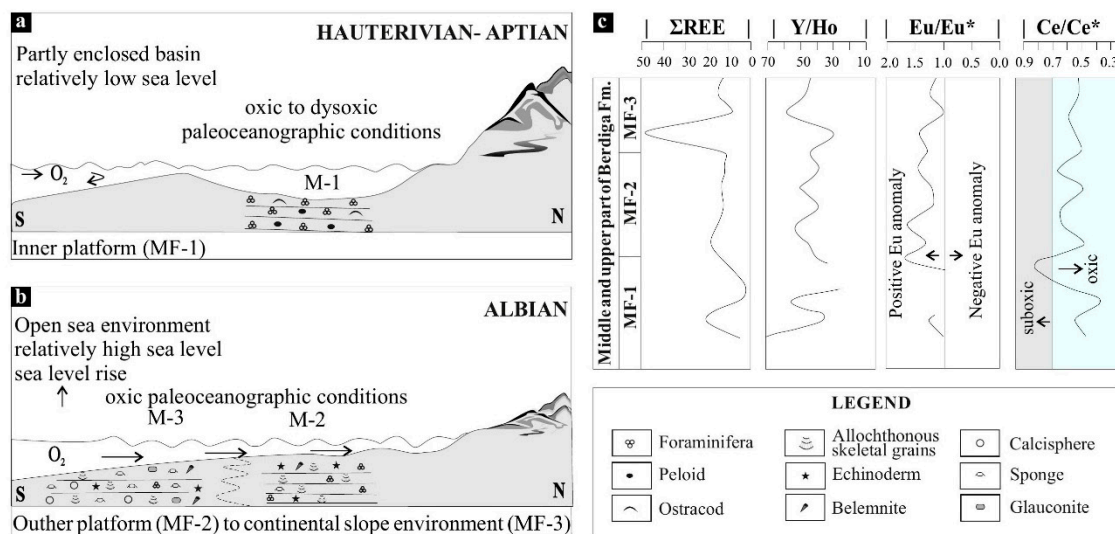 a
HAUTERIVIAN- APTIAN
Partly enclosed basin
relatively low sea level
oxic to dysoxic
paleoceanographic conditions
O2
M-1
S
N
Inner platform (MF-1)
b
ALBIAN
Open sea environment
relatively high sea level
sea level rise
oxic paleoceanographic conditions
M-3
M-2
O2
S
N
Outher platform (MF-2) to continental slope environment (MF-3)
c
ΣREE
Y/Ho
Eu/Eu*
Ce/Ce*
50 30 10 0
70 50 30 10
2.0 1.5 1.0 0.0
0.9 0.7 0.5 0.3
Middle and upper part of Berdiga Fm.
MF-3
MF-2
MF-1
Positive Eu anomaly
Negative Eu anomaly
suboxic
oxic
LEGEND
Foraminifera
Allochthonous
skeletal grains
Calcisphere
Peloid
Echinoderm
Sponge
Ostracod
Belemnite
Glauconite